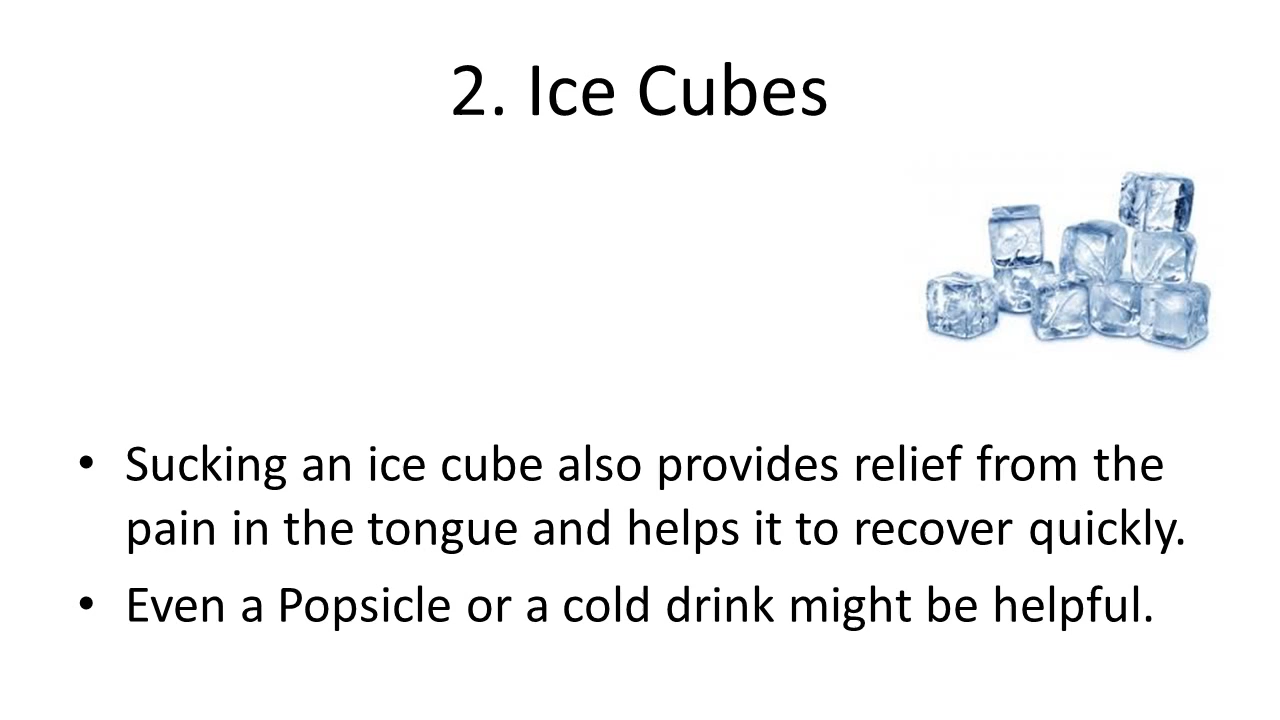 2. Ice Cubes
• Sucking an ice cube also provides relief from the
pain in the tongue and helps it to recover quickly.
• Even a Popsicle or a cold drink might be helpful.